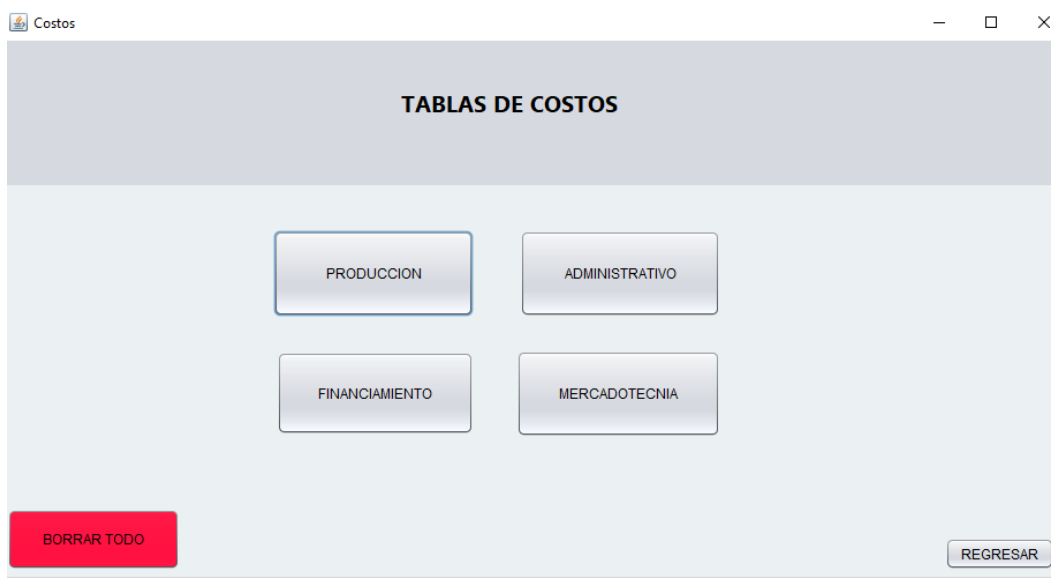 Costos
TABLAS DE COSTOS
PRODUCCION
ADMINISTRATIVO
FINANCIAMIENTO
MERCADOTECNIA
BORRAR TODO
REGRESAR